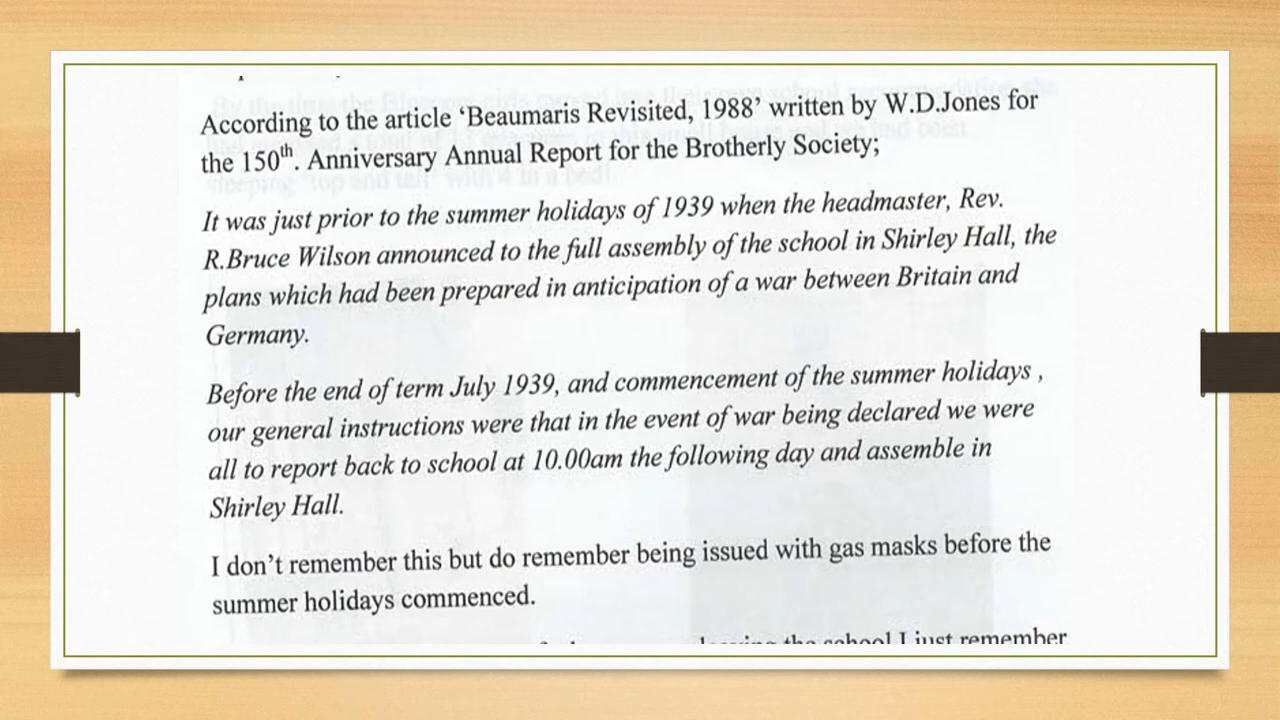 According to the article ‘Beaumaris Revisited, 1988’ written by W.D.Jones for
the 150th. Anniversary Annual Report for the Brotherly Society;
It was just prior to the summer holidays of 1939 when the headmaster, Rev.
R.Bruce Wilson announced to the full assembly of the school in Shirley Hall, the
plans which had been prepared in anticipation of a war between Britain and
Germany.
Before the end of term July 1939, and commencement of the summer holidays ,
our general instructions were that in the event of war being declared we were
all to report back to school at 10.00am the following day and assemble in
Shirley Hall.
I don’t remember this but do remember being issued with gas masks before the
summer holidays commenced.
the school I just remember